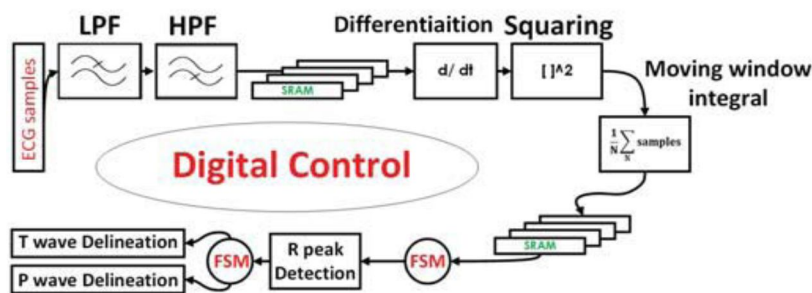 LPF
HPF
Differentiaition
Squaring
ECG samples
SRAM
d/ dt
[ ]^2
Moving window
integral
1/N ∑ N samples
Digital Control
SRAM
FSM
R peak
Detection
FSM
T wave Delineation
P wave Delineation